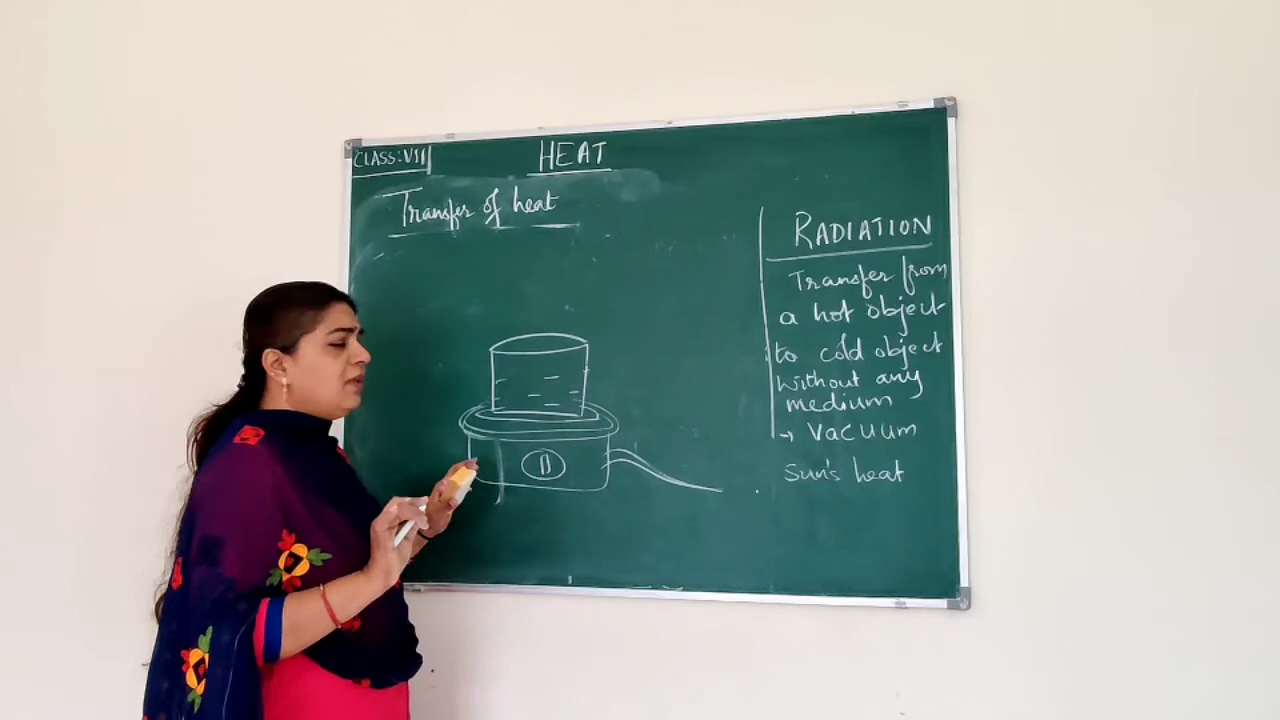 CLASS:VII
HEAT
Transfer of heat
RADIATION
Transfer from
a hot object
to cold object
Without any
medium
→ Vacuum
Sun's heat